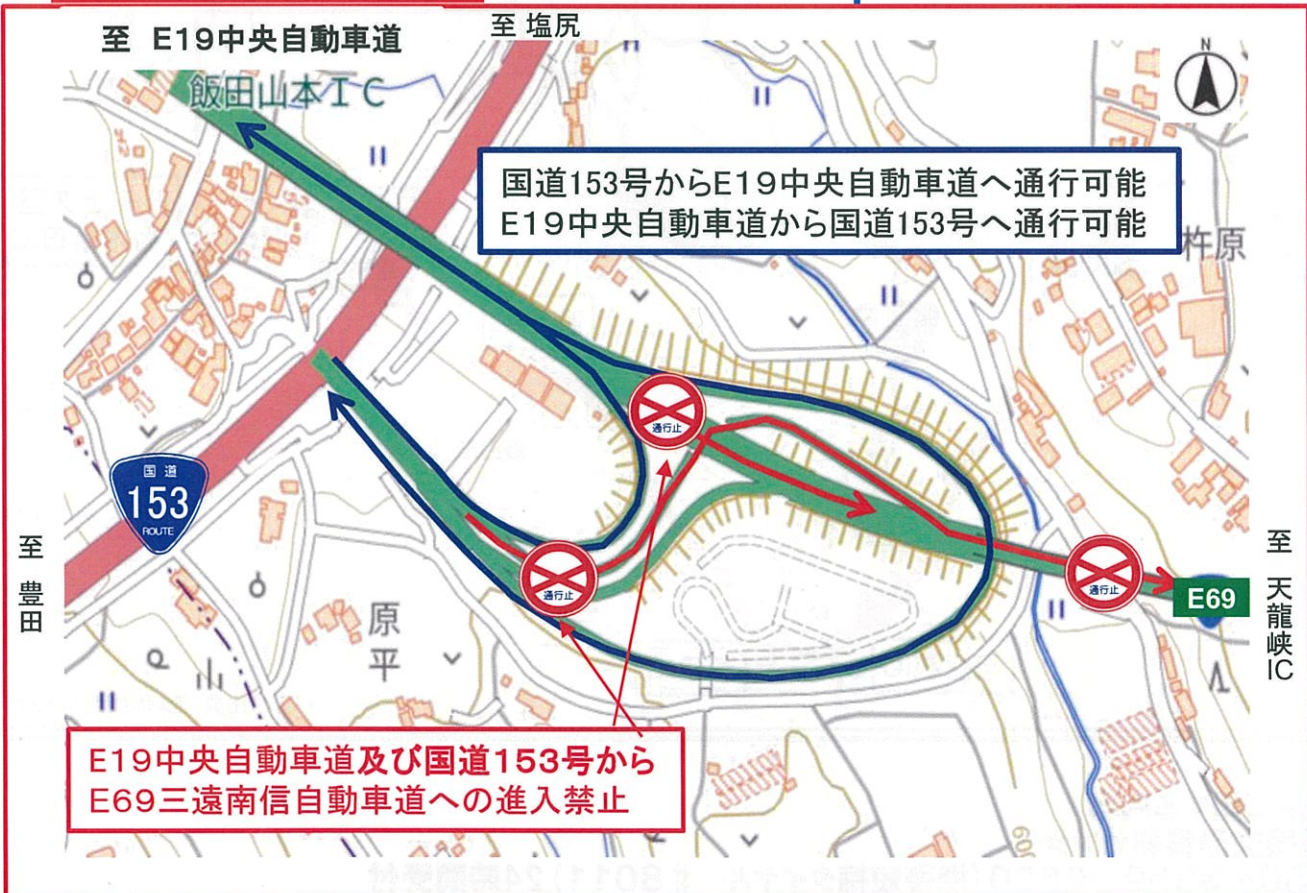 至 塩尻
至 E19中央自動車道
飯田山本IC
N
国道153号からE19中央自動車道へ通行可能
E19中央自動車道から国道153号へ通行可能
杵原
通行止
国道
153
ROUTE
通行止
通行止
E69
至 豊田
至 天龍峡IC
原平
E19中央自動車道及び国道153号から
E69三遠南信自動車道への進入禁止
600